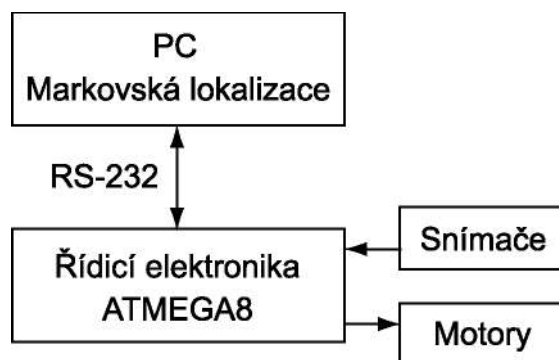 PC
Markovská lokalizace
RS-232
Řídicí elektronika
ATMEGA8
Snímače
Motory